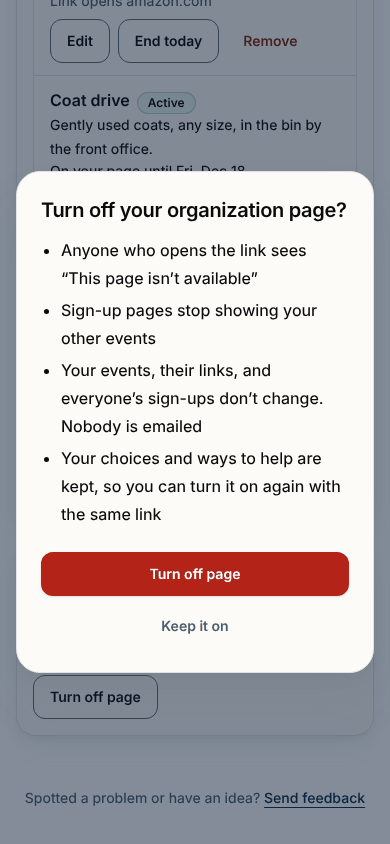 Link opens amazon.com
Edit
End today
Remove
Coat drive
Active
Gently used coats, any size, in the bin by
the front office.
On your page until Fri, Dec 18
Turn off your organization page?
• Anyone who opens the link sees
“This page isn’t available”
• Sign-up pages stop showing your
other events
• Your events, their links, and
everyone’s sign-ups don’t change.
Nobody is emailed
• Your choices and ways to help are
kept, so you can turn it on again with
the same link
Turn off page
Keep it on
Turn off page
Spotted a problem or have an idea? Send feedback